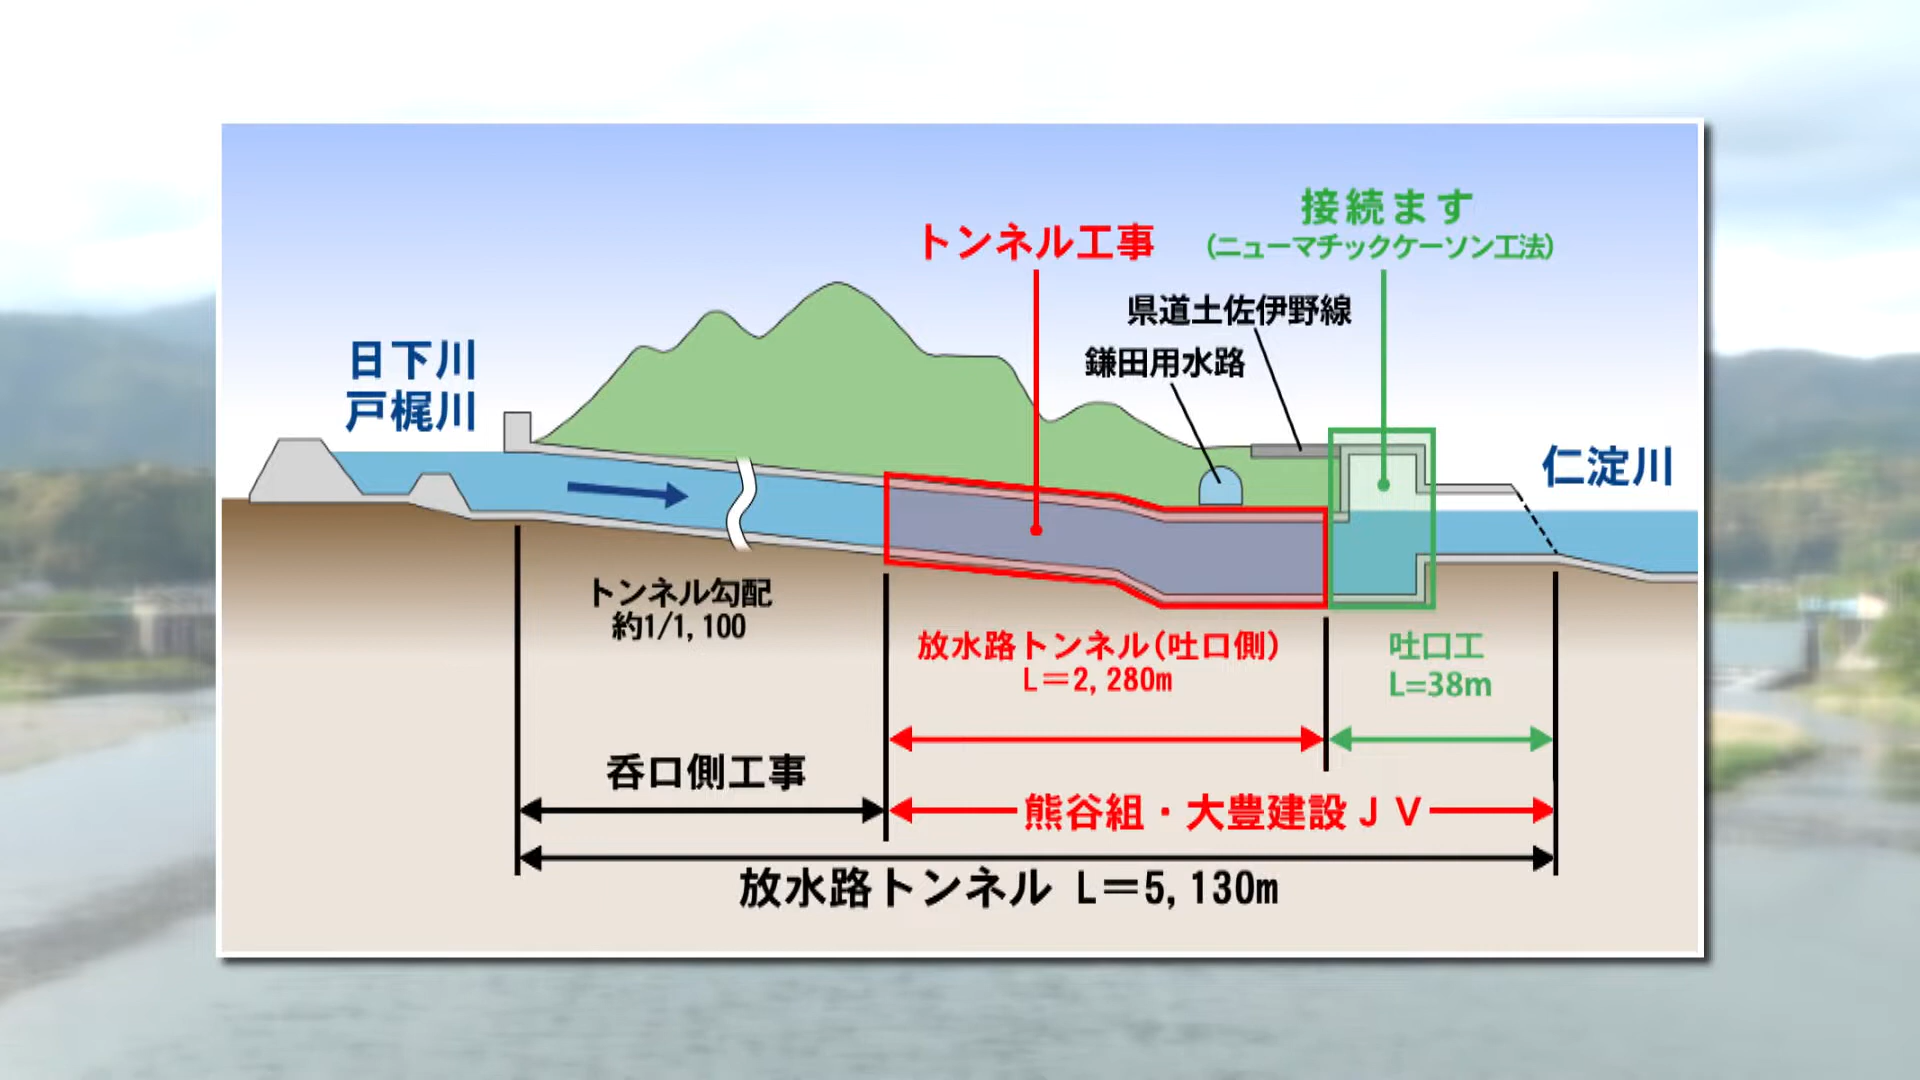 接続ます
(ニューマチックケーソン工法)
トンネル工事
県道土佐伊野線
鎌田用水路
日下川
戸梶川
仁淀川
トンネル勾配
約1/1,100
放水路トンネル(吐口側)
L=2,280m
吐口工
L=38m
呑口側工事
熊谷組・大豊建設JV
放水路トンネル L=5,130m